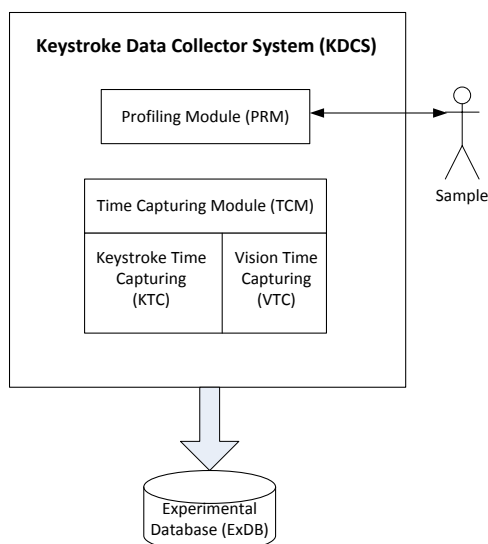 Keystroke Data Collector System (KDCS)
Profiling Module (PRM)
Sample
Time Capturing Module (TCM)
Keystroke Time
Capturing
(KTC)
Vision Time
Capturing
(VTC)
Experimental
Database (ExDB)